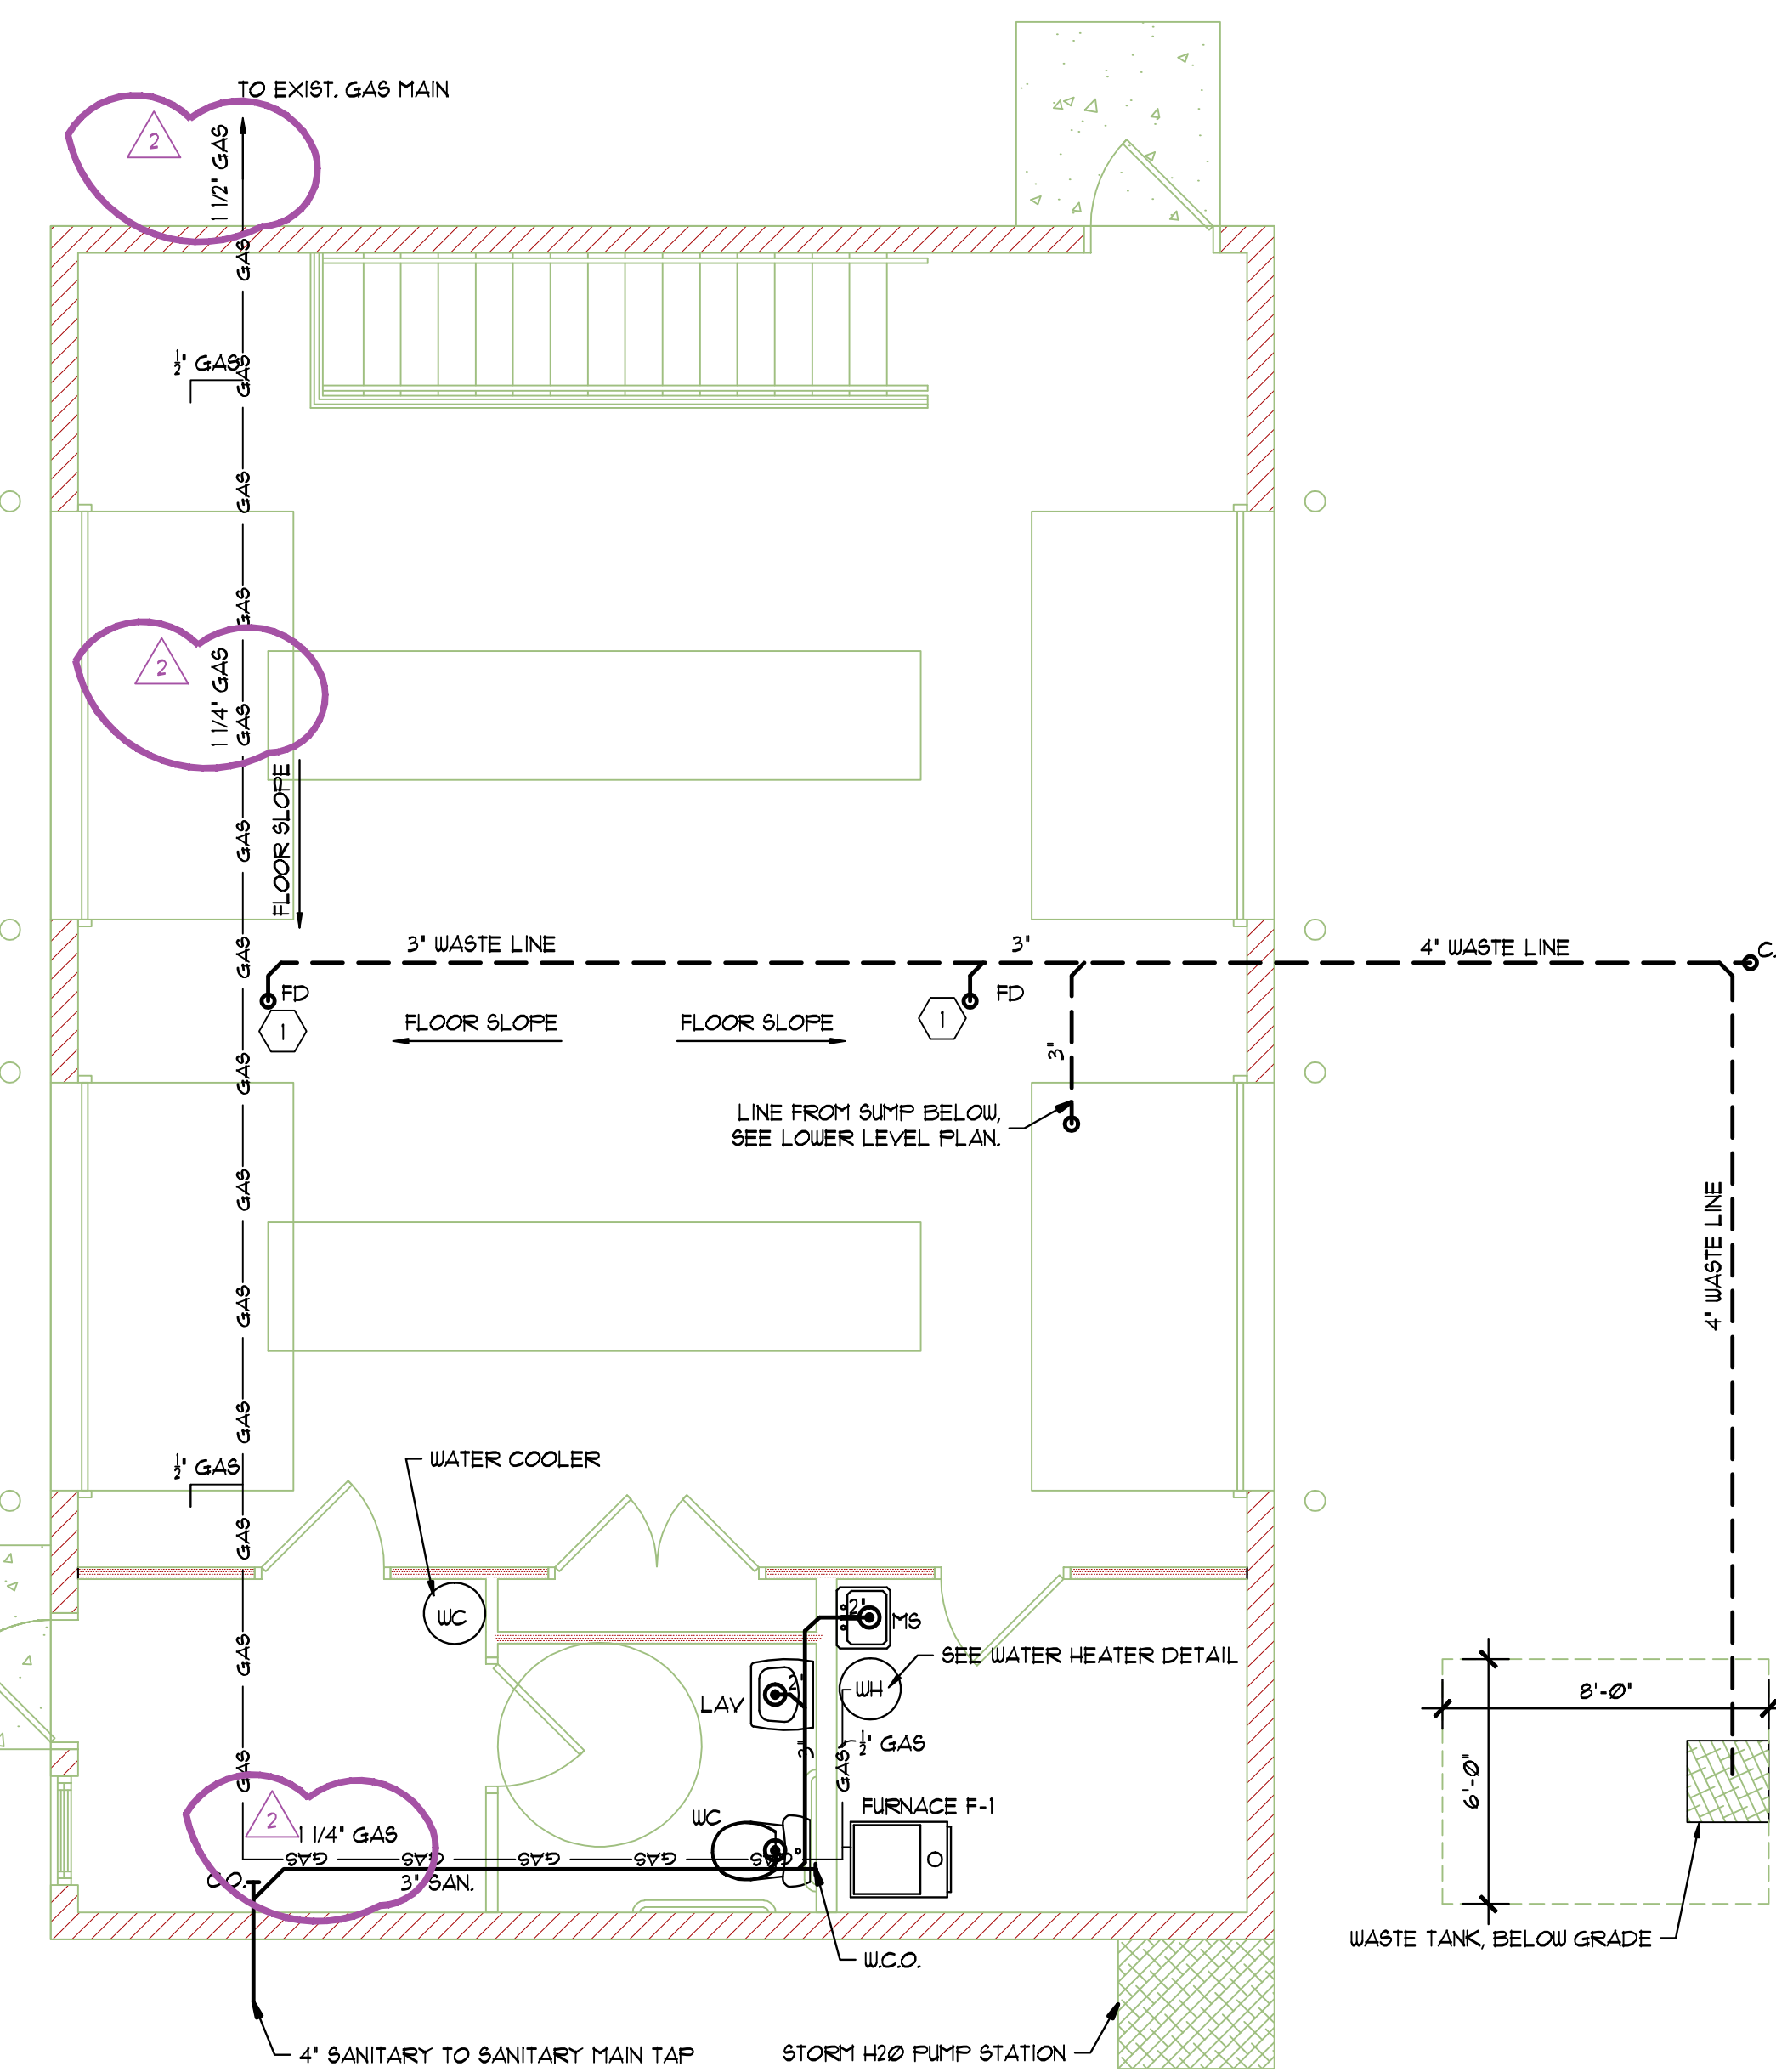 TO EXIST. GAS MAIN
2
1 1/2" GAS
GAS
1/2" GAS
GAS
GAS
GAS
2
1 1/4" GAS
GAS
FLOOR SLOPE
GAS
3" WASTE LINE
3"
4" WASTE LINE
C.
GAS
FD
FD
1
1
FLOOR SLOPE
FLOOR SLOPE
3"
GAS
LINE FROM SUMP BELOW,
SEE LOWER LEVEL PLAN.
GAS
4" WASTE LINE
GAS
GAS
WATER COOLER
1/2" GAS
GAS
WC
2"
MS
GAS
SEE WATER HEATER DETAIL
WH
2"
LAV
8'-0"
3"
1/2" GAS
GAS
GAS
6'-0"
FURNACE F-1
WC
2
1 1/4" GAS
GAS GAS GAS GAS GAS
C.O.
3" SAN.
WASTE TANK, BELOW GRADE
W.C.O.
4" SANITARY TO SANITARY MAIN TAP
STORM H20 PUMP STATION